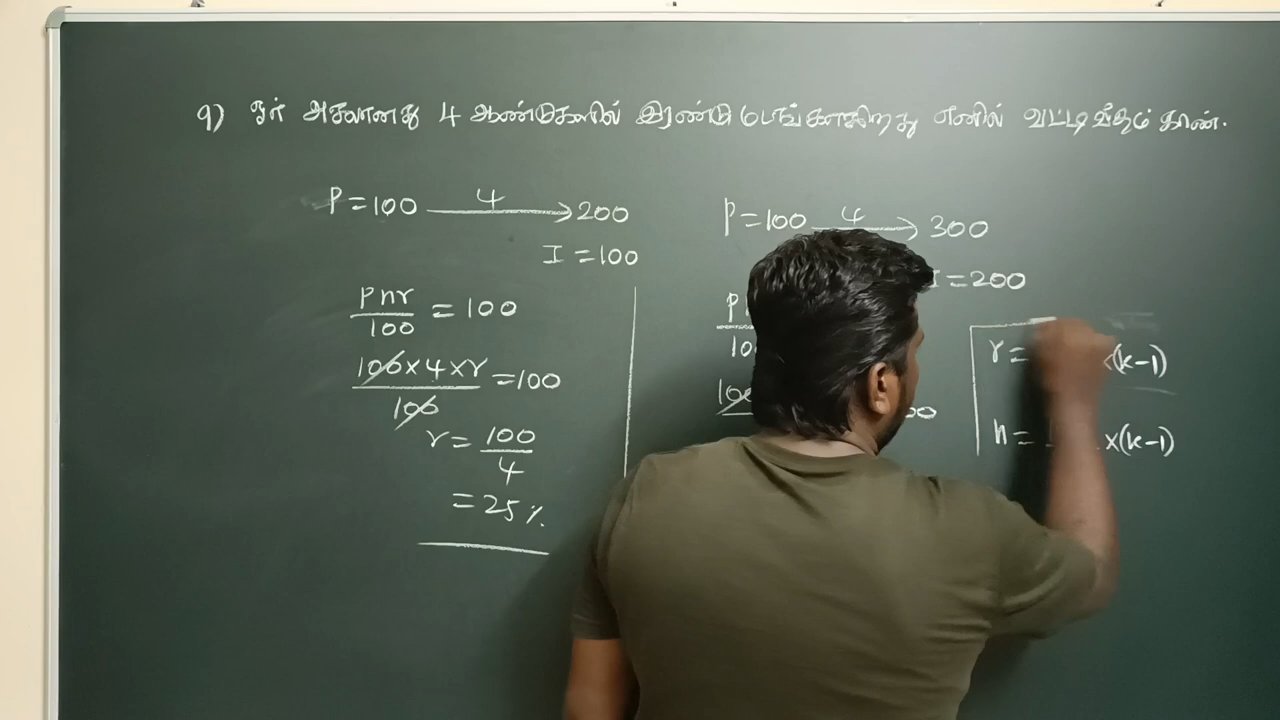 9) ஓர் அசலானது 4 ஆண்டுகளில் இரண்டு மடங்காகிறது எனில் வட்டிவீதம் காண்.
P=100 —4→ 200
I=100
Pnr/100 = 100
100×4×r/100 =100
r= 100/4
=25%
P=100 —4→ 300
I=200
r= (k-1)
n= ×(k-1)